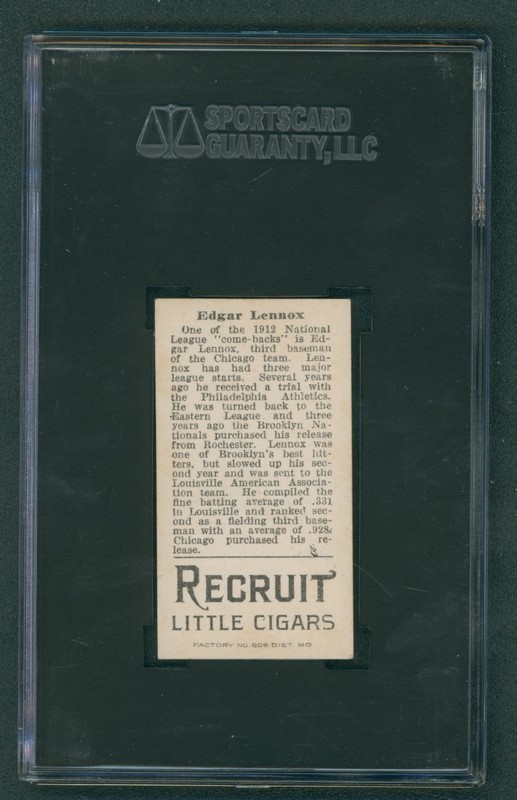 SPORTSCARD
GUARANTY, LLC
Edgar Lennox
One of the 1912 National
League "come-backs" is Ed-
gar Lennox, third baseman
of the Chicago team. Len-
nox has had three major
league starts. Several years
ago he received a trial with
the Philadelphia Athletics.
He was turned back to the
Eastern League and three
years ago the Brooklyn Na-
tionals purchased his release
from Rochester. Lennox was
one of Brooklyn's best hit-
ters, but slowed up his sec-
ond year and was sent to the
Louisville American Associa-
tion team. He compiled the
fine batting average of .331
in Louisville and ranked sec-
ond as a fielding third base-
man with an average of .928.
Chicago purchased his re-
lease.
RECRUIT
LITTLE CIGARS
FACTORY NO. 606 DIST. MD.